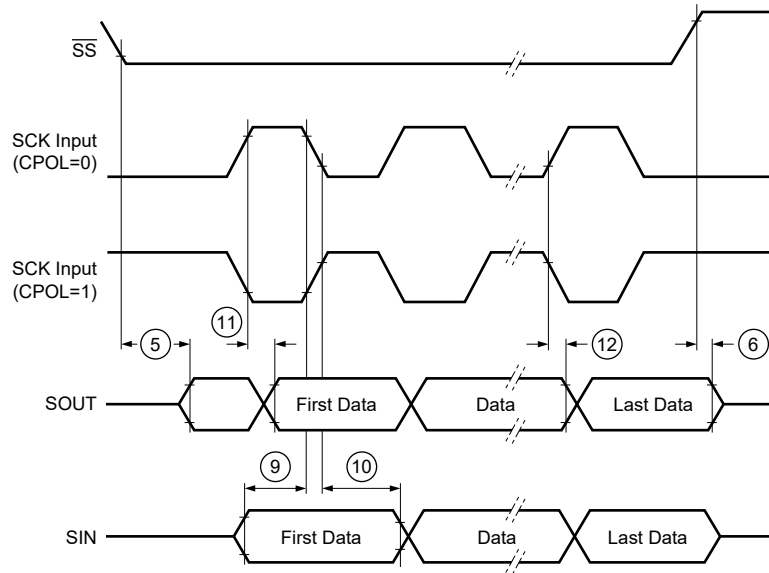 SS
SCK Input
(CPOL=0)
SCK Input
(CPOL=1)
11
5
12
6
SOUT
First Data
Data
Last Data
9
10
SIN
First Data
Data
Last Data